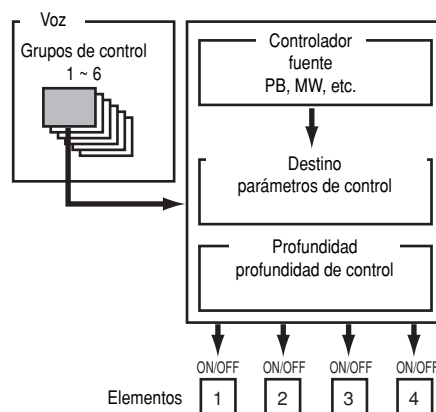 Voz
Grupos de control
1 ~ 6
Controlador
fuente
PB, MW, etc.
Destino
parámetros de control
Profundidad
profundidad de control
ON/OFF ON/OFF ON/OFF ON/OFF
Elementos 1 2 3 4